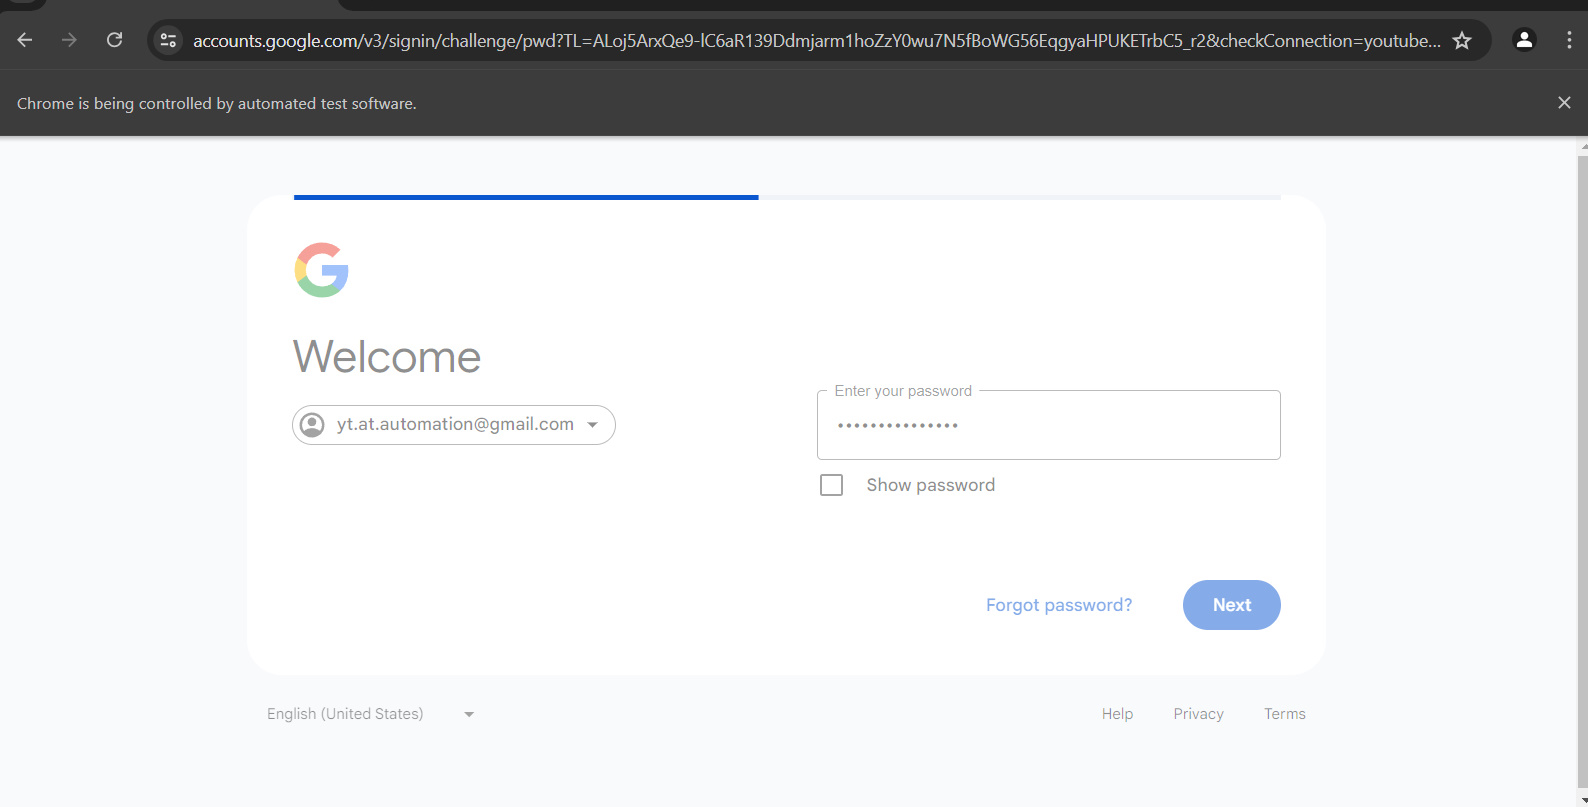 accounts.google.com/v3/signin/challenge/pwd?TL=ALoj5ArxQe9-lC6aR139Ddmjarm1hoZzY0wu7N5fBoWG56EqgyaHPUKETrbC5_r2&checkConnection=youtube...
Chrome is being controlled by automated test software.
Welcome
yt.at.automation@gmail.com
Enter your password
•••••••••••••••
Show password
Forgot password?
Next
English (United States)
Help Privacy Terms